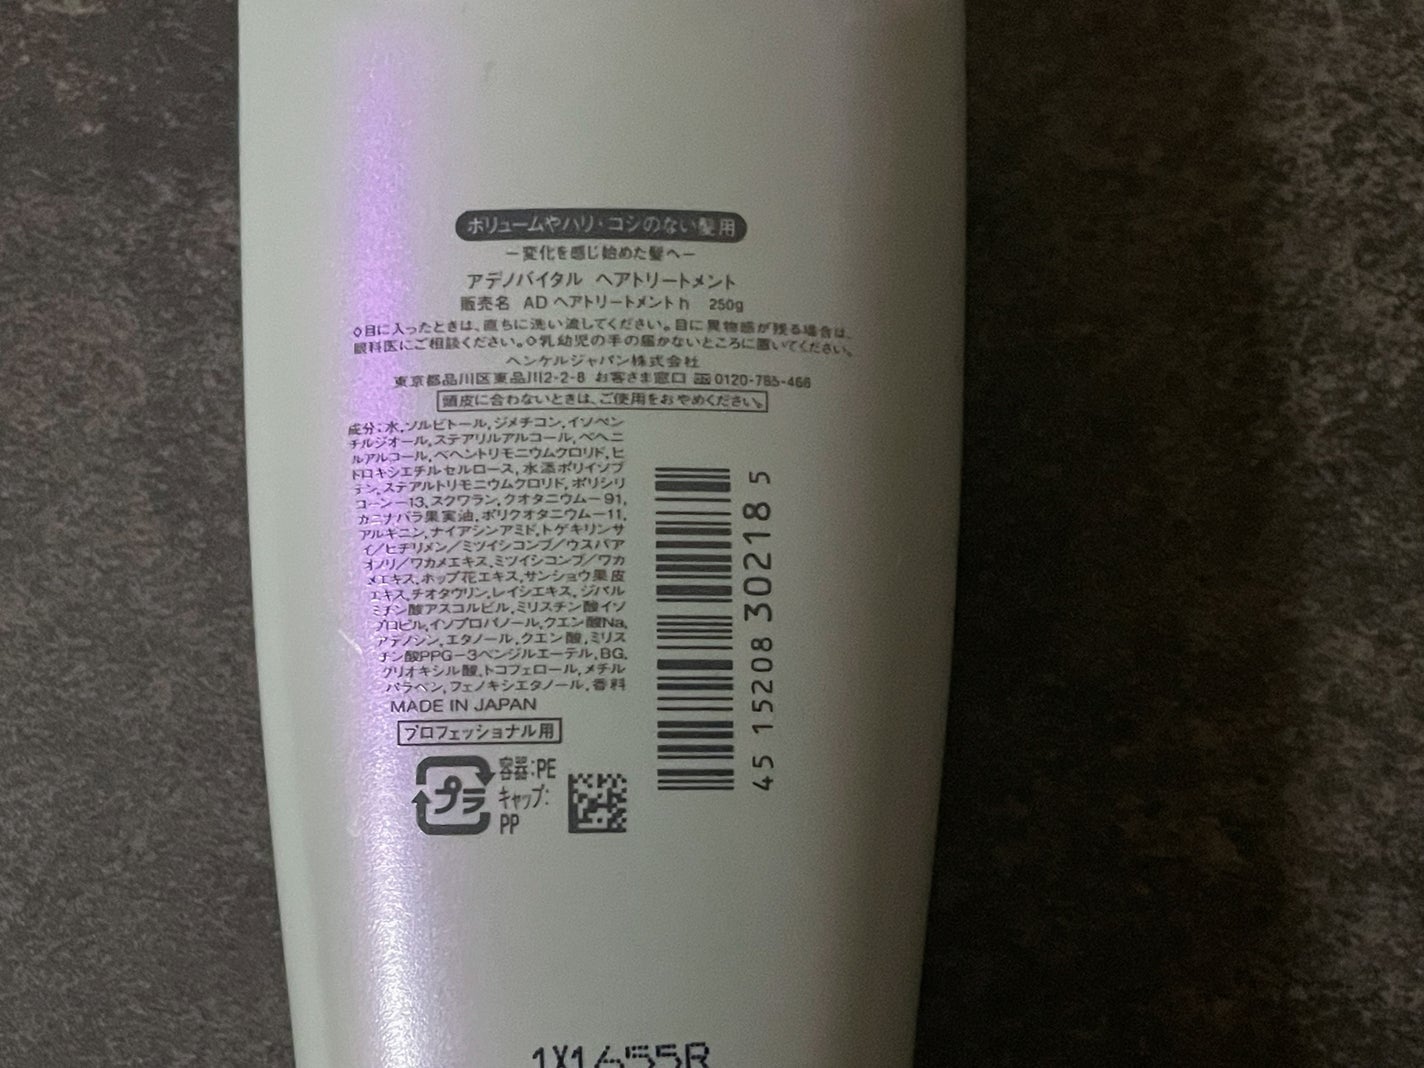 ボリュームやハリ・コシのない髪用
−変化を感じ始めた髪へ−
アデノバイタル ヘアトリートメント
販売名 AD ヘアトリートメントh 250g
◇目に入ったときは、直ちに洗い流してください。目に異物感が残る場合は、
眼科医にご相談ください。◇乳幼児の手の届かないところに置いてください。
ヘンケルジャパン株式会社
東京都品川区東品川2-2-8 お客さま窓口 0120-785-466
頭皮に合わないときは、ご使用をおやめください。
成分:水,ソルビトール,ジメチコン,イソペン
チルジオール,ステアリルアルコール,ベヘニ
ルアルコール,ベヘントリモニウムクロリド,ヒ
ドロキシエチルセルロース,水添ポリイソブ
テン,ステアルトリモニウムクロリド,ポリシリ
コーン−13,スクワラン,クオタニウム−91,
カニナバラ果実油,ポリクオタニウム−11,
アルギニン,ナイアシンアミド,トゲキリンサ
イ/ヒヂリメン/ミツイシコンブ/ウスバア
オノリ/ワカメエキス,ミツイシコンブ/ワカ
メエキス,ホップ花エキス,サンショウ果皮
エキス,チオタウリン,レイシエキス,ジパル
ミチン酸アスコルビル,ミリスチン酸イソ
プロピル,イソプロパノール,クエン酸Na,
アデノシン,エタノール,クエン酸,ミリス
チン酸PPG−3ベンジルエーテル,BG,
グリオキシル酸,トコフェロール,メチル
パラベン,フェノキシエタノール,香料
MADE IN JAPAN
プロフェッショナル用
プラ
容器:PE
キャップ:
PP
45 15208 30218 5
1X1655R